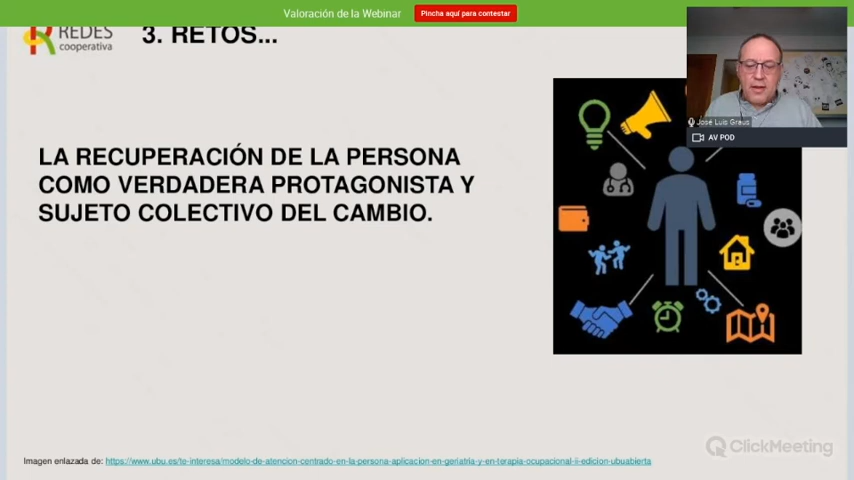 Valoración de la Webinar
Pincha aquí para contestar
REDES
cooperativa
3. RETOS...
José Luis Graus
AV POD
LA RECUPERACIÓN DE LA PERSONA
COMO VERDADERA PROTAGONISTA Y
SUJETO COLECTIVO DEL CAMBIO.
ClickMeeting
Imagen enlazada de: https://www.ubu.es/te-interesa/modelo-de-atencion-centrado-en-la-persona-aplicacion-en-geriatria-y-en-terapia-ocupacional-ii-edicion-ubuabierta